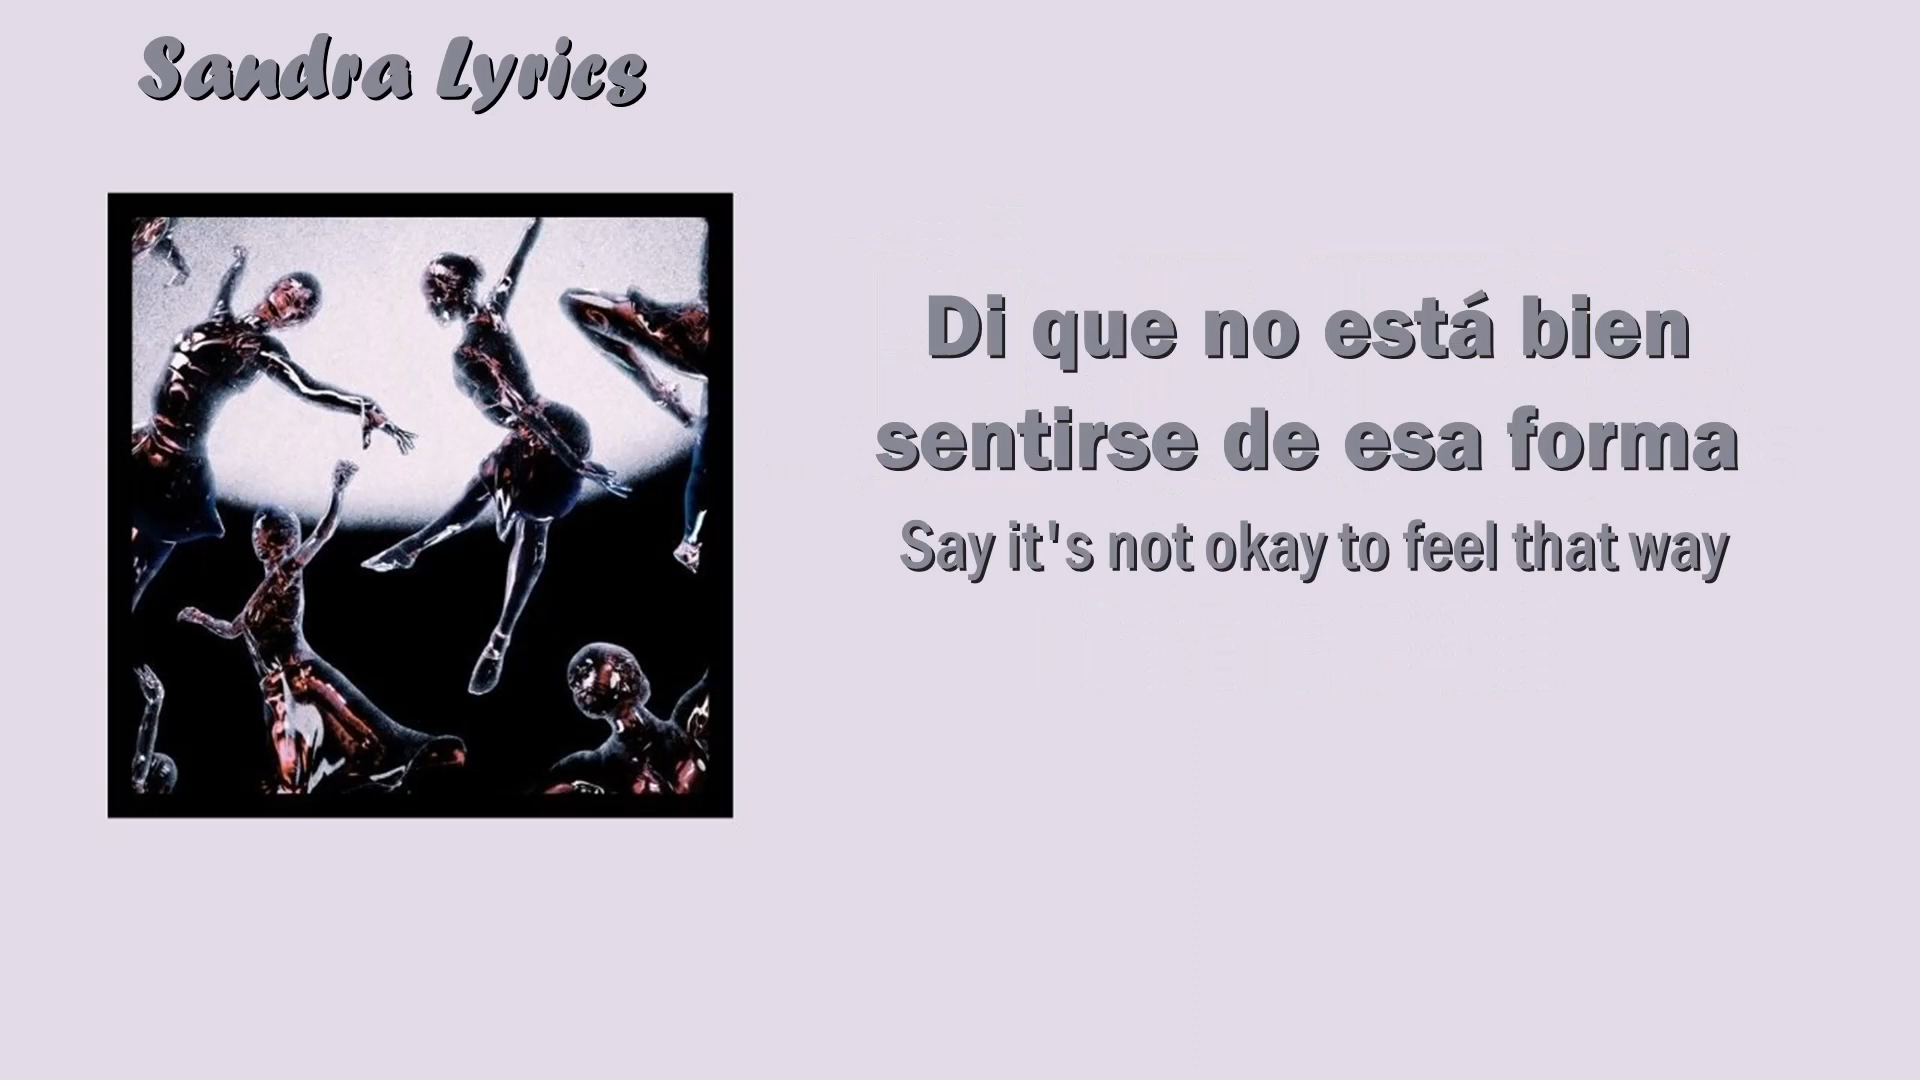 Sandra Lyrics
Di que no está bien
sentirse de esa forma
Say it's not okay to feel that way